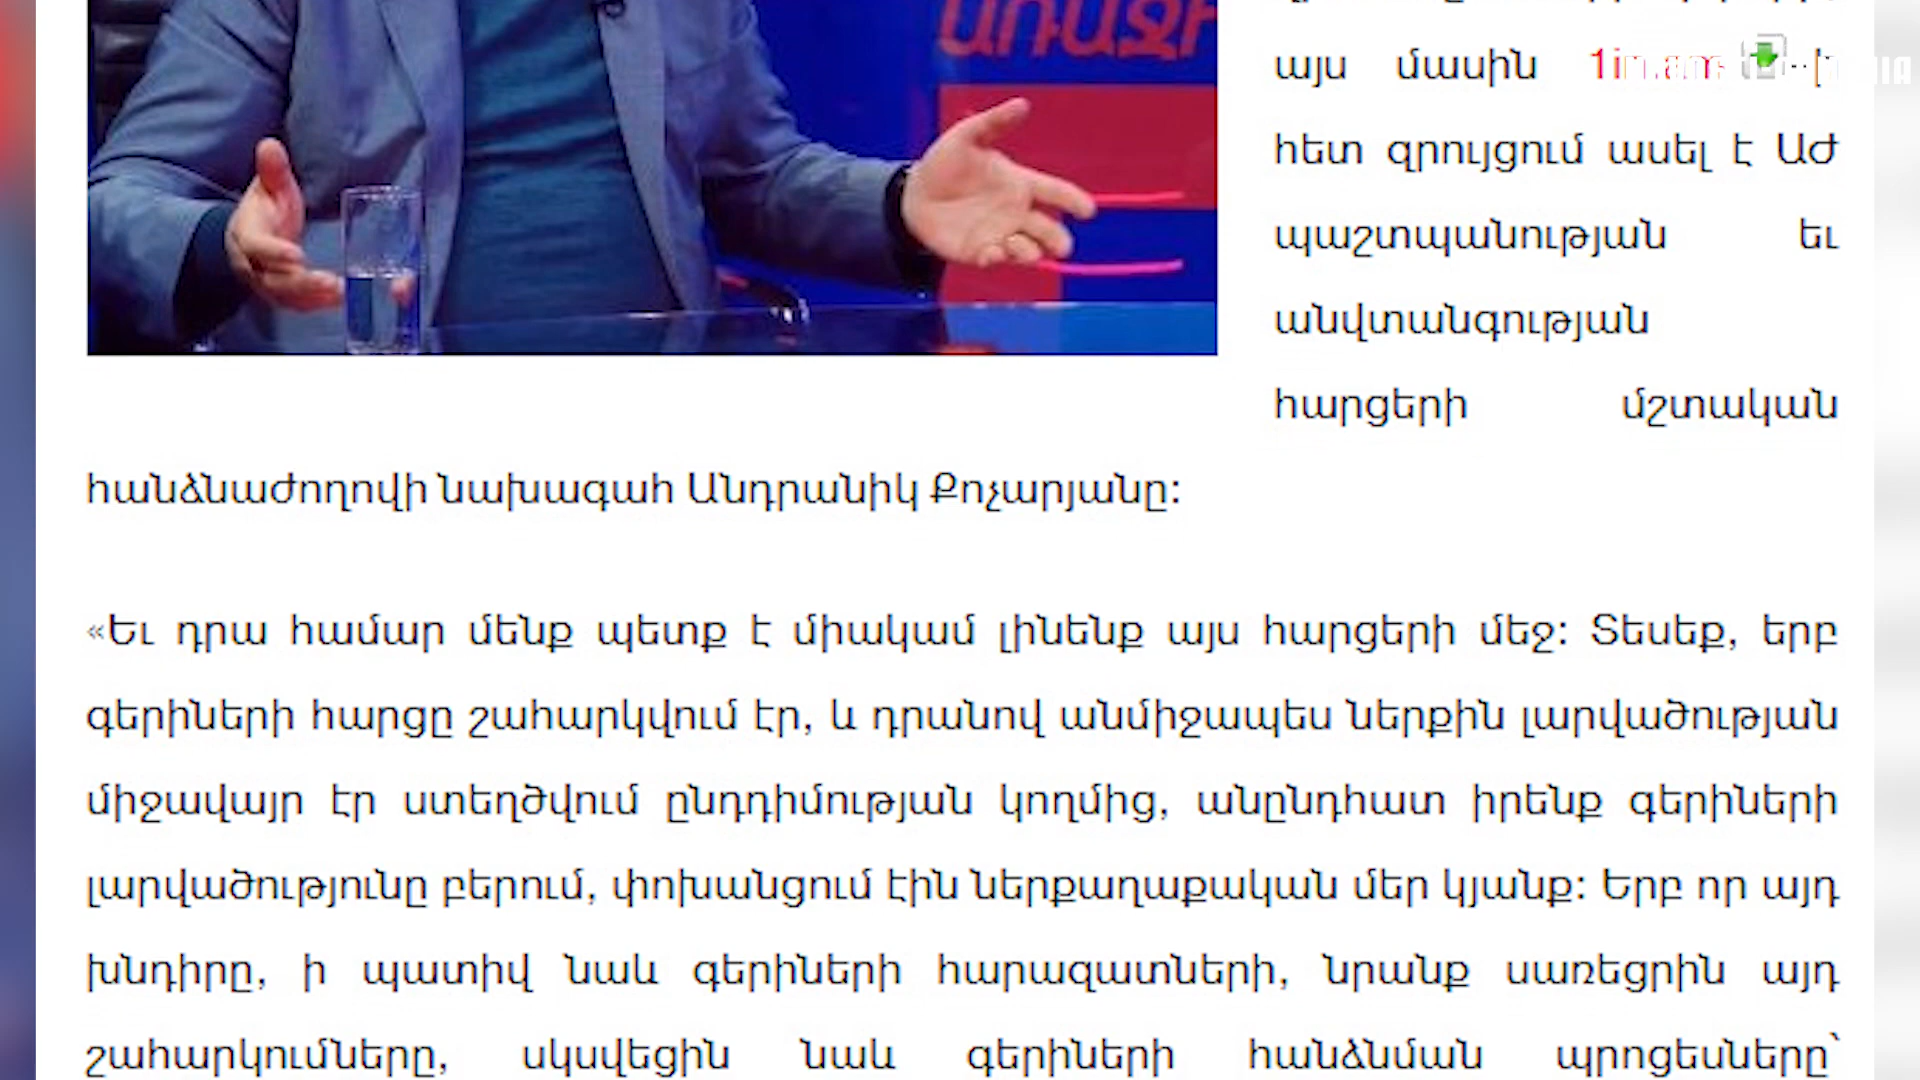 ԱՌԱՋԻ
այս մասին 1in.am -ի
հետ զրույցում ասել է ԱԺ
պաշտպանության եւ
անվտանգության
հարցերի մշտական
հանձնաժողովի նախագահ Անդրանիկ Քոչարյանը:
«Եւ դրա համար մենք պետք է միակամ լինենք այս հարցերի մեջ: Տեսեք, երբ
գերիների հարցը շահարկվում էր, և դրանով անմիջապես ներքին լարվածության
միջավայր էր ստեղծվում ընդդիմության կողմից, անընդհատ իրենք գերիների
լարվածությունը բերում, փոխանցում էին ներքաղաքական մեր կյանք: Երբ որ այդ
խնդիրը, ի պատիվ նաև գերիների հարազատների, նրանք սառեցրին այդ
շահարկումները, սկսվեցին նաև գերիների հանձնման պրոցեսները՝